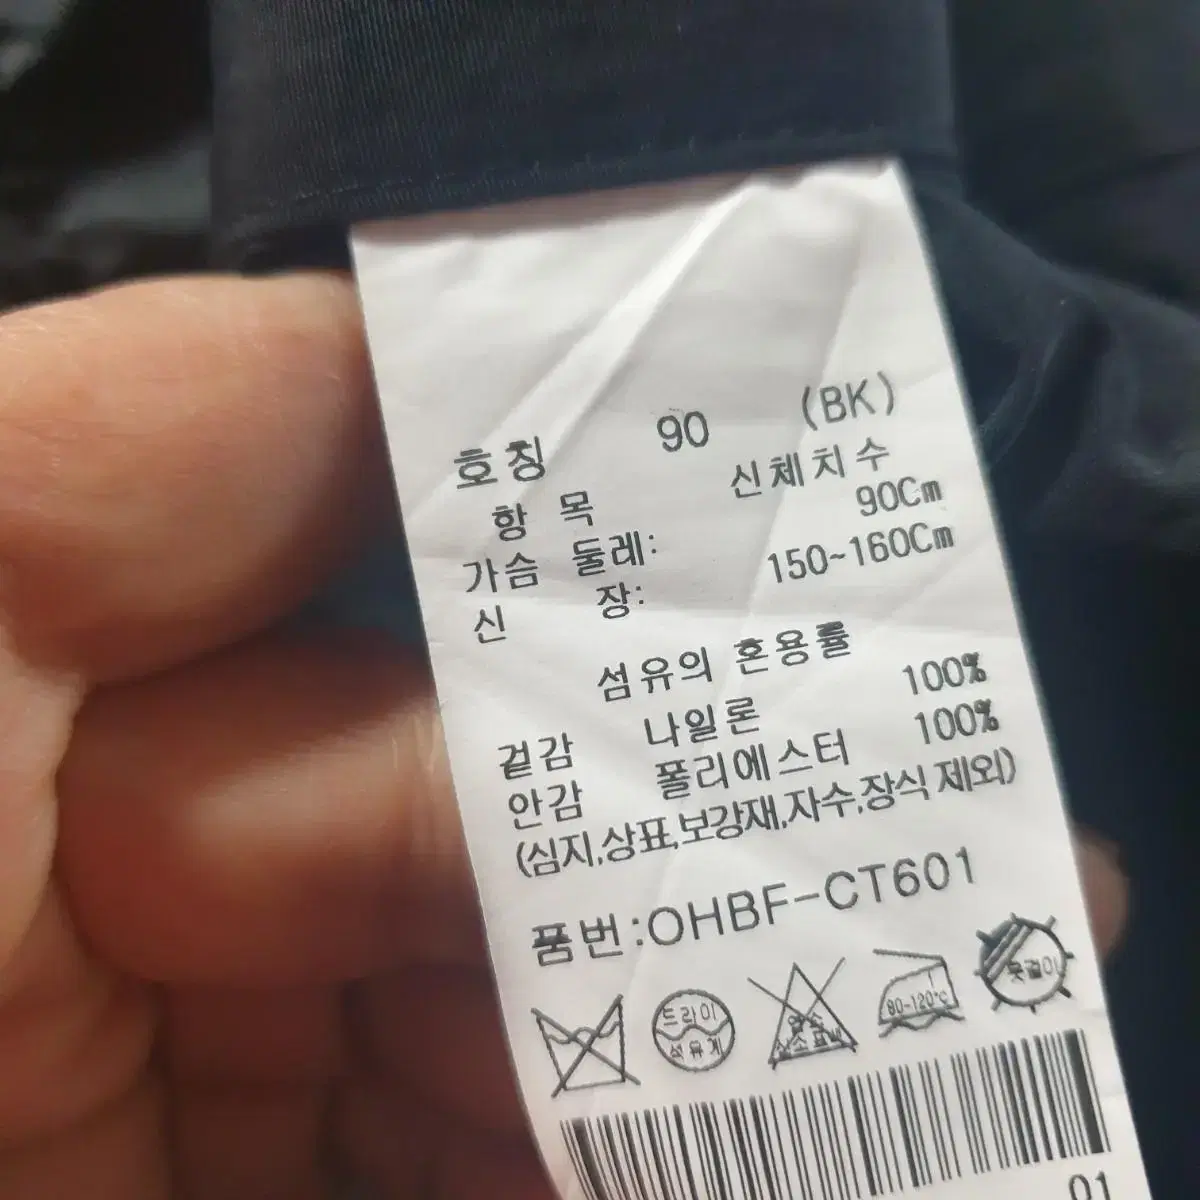 호칭 90 (BK)
항 목 신체치수
가슴 둘레: 90Cm
신 장: 150~160Cm
섬유의 혼용률
겉감 나일론 100%
안감 폴리에스터 100%
(심지,상표,보강재,자수,장식 제외)
품번:OHBF-CT601
드라이
석유계
80-120℃
옷걸이
01